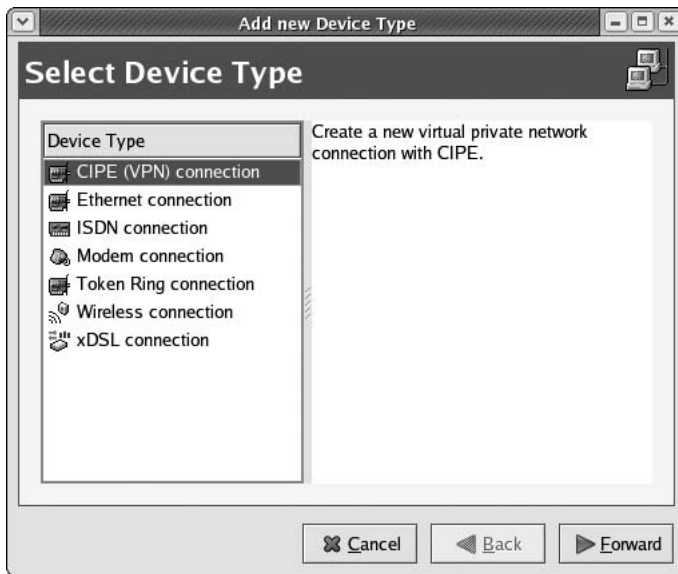 Add new Device Type
Select Device Type
Device Type
CIPE (VPN) connection
Ethernet connection
ISDN connection
Modem connection
Token Ring connection
Wireless connection
xDSL connection
Create a new virtual private network
connection with CIPE.
Cancel
Back
Forward